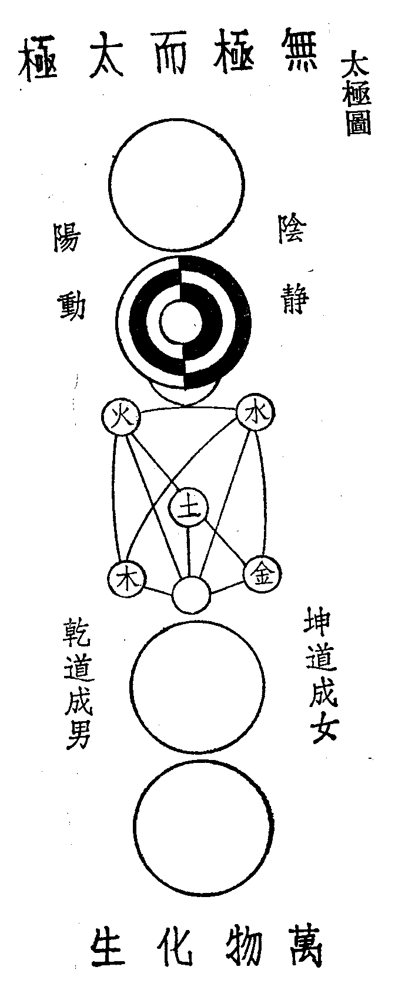 太極圖
無極而太極
陰靜
陽動
水
火
土
金
木
坤道成女
乾道成男
萬物化生